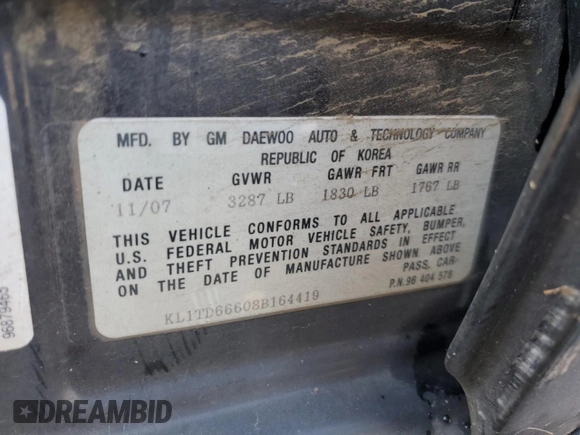 MFD. BY GM DAEWOO AUTO & TECHNOLOGY COMPANY
REPUBLIC OF KOREA
DATE GVWR GAWR FRT GAWR RR
11/07 3287 LB 1830 LB 1767 LB
THIS VEHICLE CONFORMS TO ALL APPLICABLE
U.S. FEDERAL MOTOR VEHICLE SAFETY, BUMPER,
AND THEFT PREVENTION STANDARDS IN EFFECT
ON THE DATE OF MANUFACTURE SHOWN ABOVE
PASS. CAR
P.N.96 404 578
KL1TD66608B164419
96879465
DREAMBID